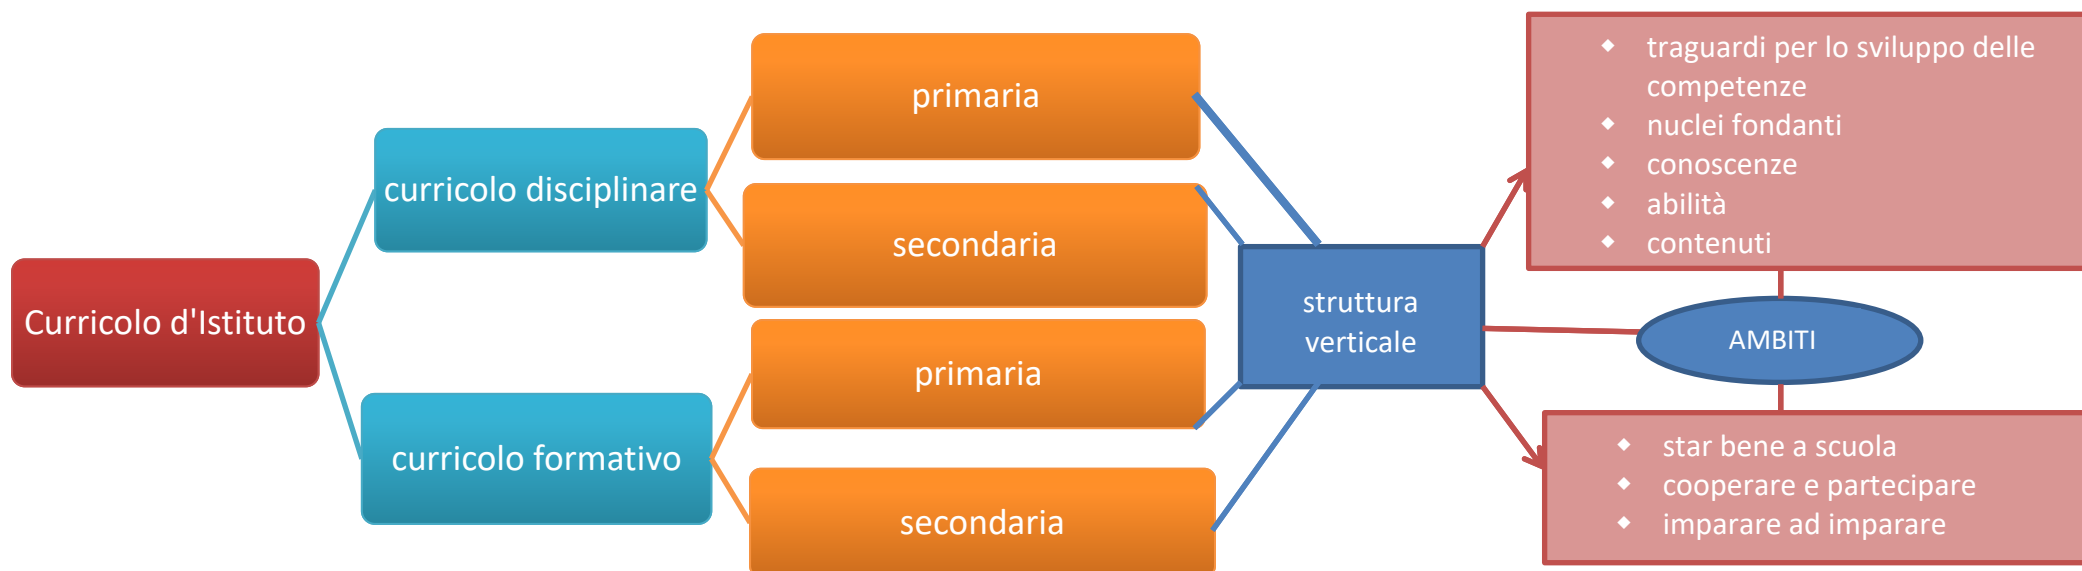 Curricolo d'Istituto
curricolo disciplinare
primaria
secondaria
curricolo formativo
primaria
secondaria
struttura
verticale
◆ traguardi per lo sviluppo delle
competenze
◆ nuclei fondanti
◆ conoscenze
◆ abilità
◆ contenuti
AMBITI
◆ star bene a scuola
◆ cooperare e partecipare
◆ imparare ad imparare